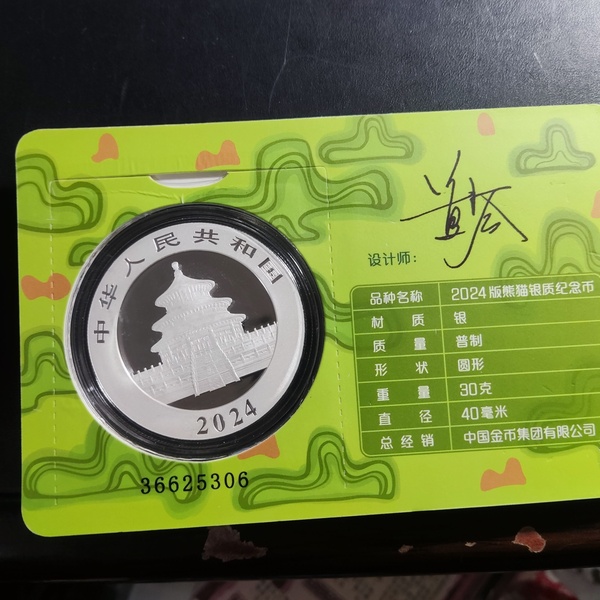 中华人民共和国
2024
36625306
设计师：
品种名称 2024版熊猫银质纪念币
材质 银
质量 普制
形状 圆形
重量 30克
直径 40毫米
总经销 中国金币集团有限公司